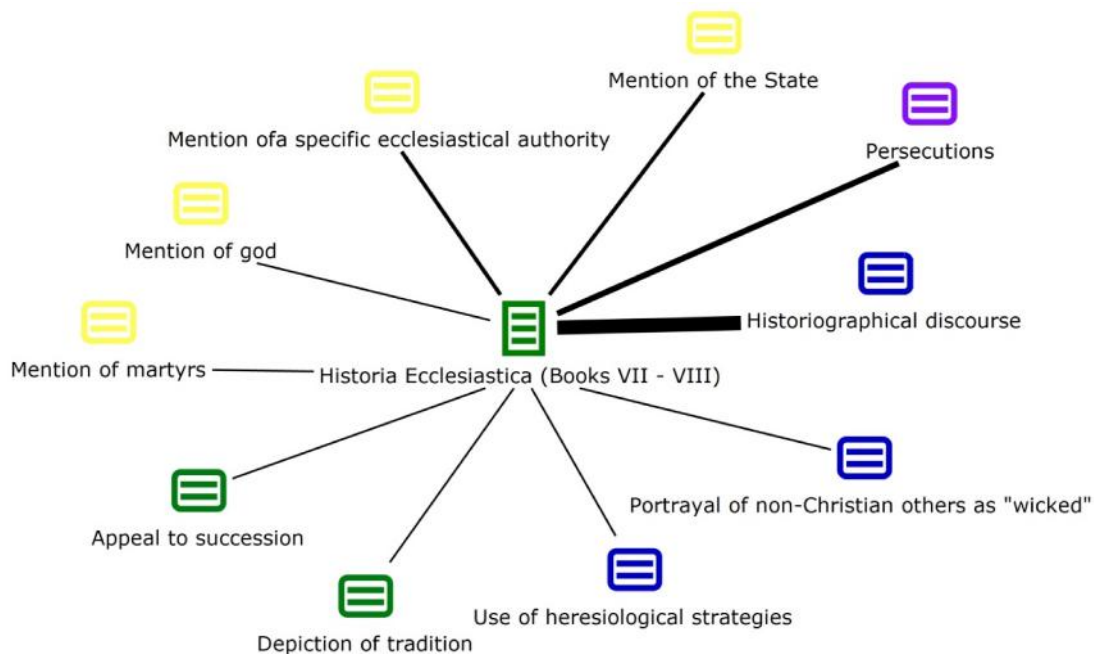 Mention of the State
Mention ofa specific ecclesiastical authority
Persecutions
Mention of god
Historiographical discourse
Mention of martyrs
Historia Ecclesiastica (Books VII - VIII)
Portrayal of non-Christian others as "wicked"
Appeal to succession
Use of heresiological strategies
Depiction of tradition